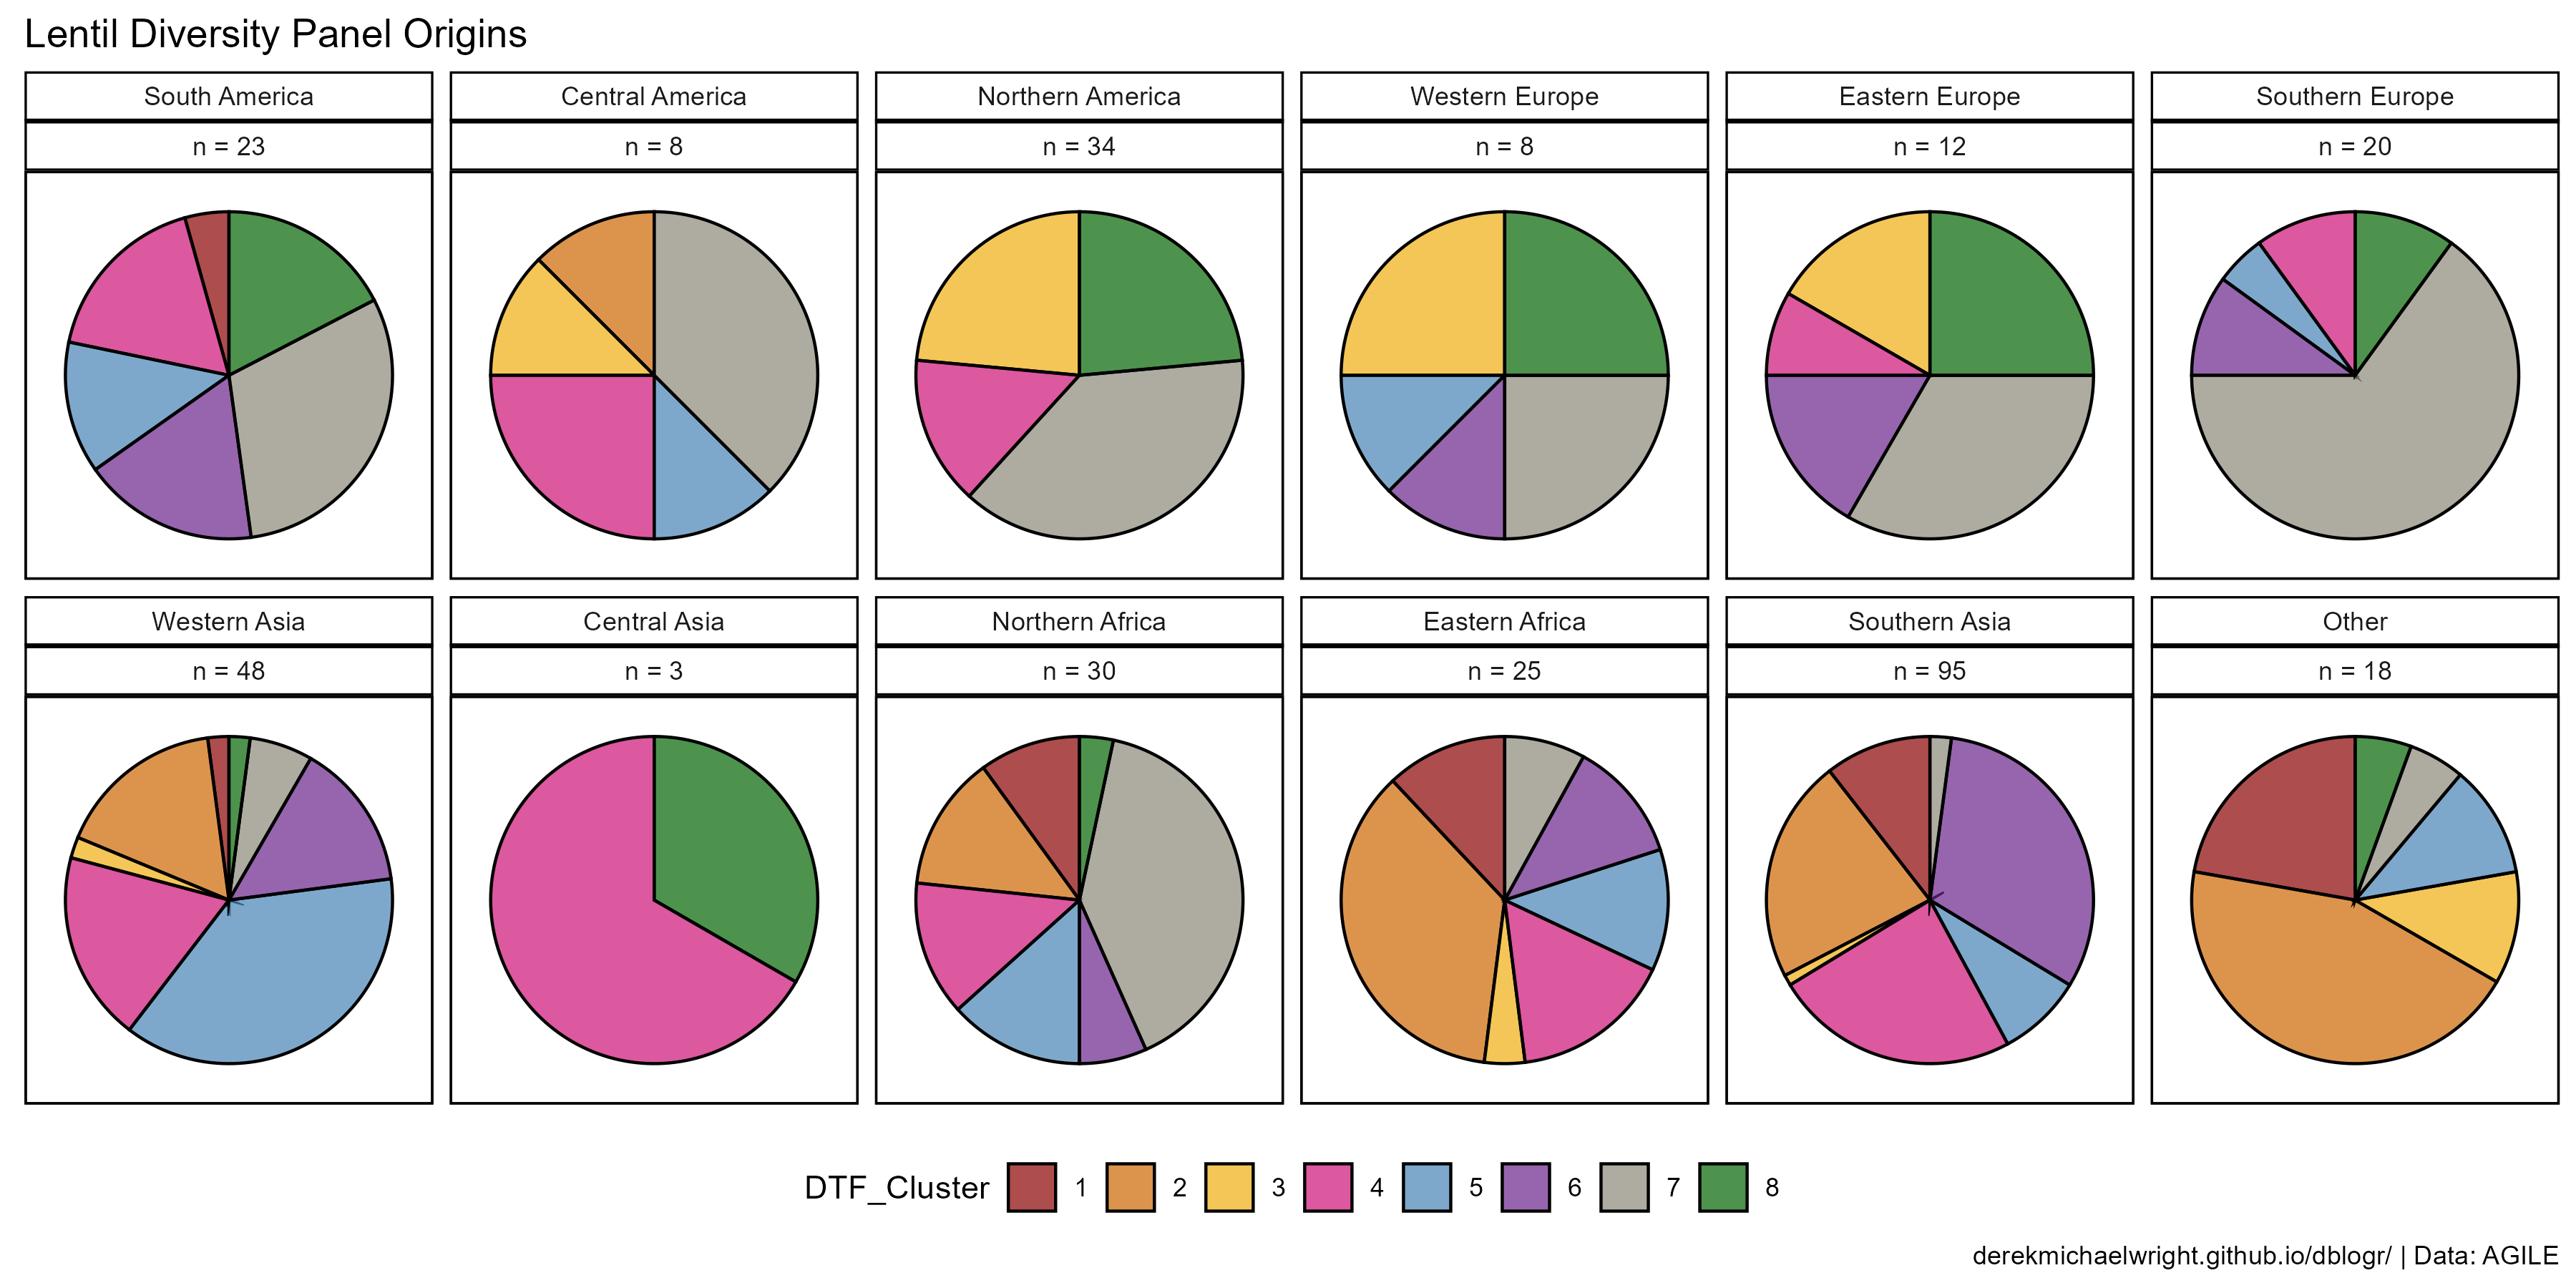 Lentil Diversity Panel Origins
South America Central America Northern America Western Europe Eastern Europe Southern Europe
n = 23 n = 8 n = 34 n = 8 n = 12 n = 20
Western Asia Central Asia Northern Africa Eastern Africa Southern Asia Other
n = 48 n = 3 n = 30 n = 25 n = 95 n = 18
DTF_Cluster 1 2 3 4 5 6 7 8
derekmichaelwright.github.io/dblogr/ | Data: AGILE